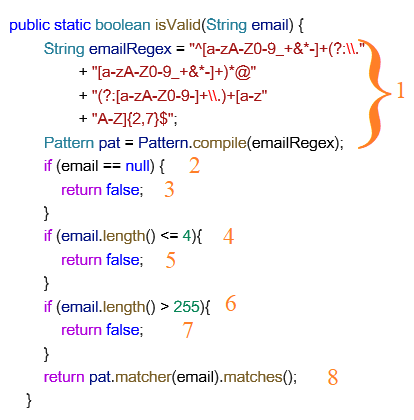 public static boolean isValid(String email) {
String emailRegex = "^[a-zA-Z0-9_+&*-]+(?:\\."
+ "[a-zA-Z0-9_+&*-]+)*@"
+ "(?:[a-zA-Z0-9-]+\\.)+[a-z"
+ "A-Z]{2,7}$"; } 1
Pattern pat = Pattern.compile(emailRegex);
if (email == null) { 2
return false; 3
}
if (email.length() <= 4){ 4
return false; 5
}
if (email.length() > 255){ 6
return false; 7
}
return pat.matcher(email).matches(); 8
}